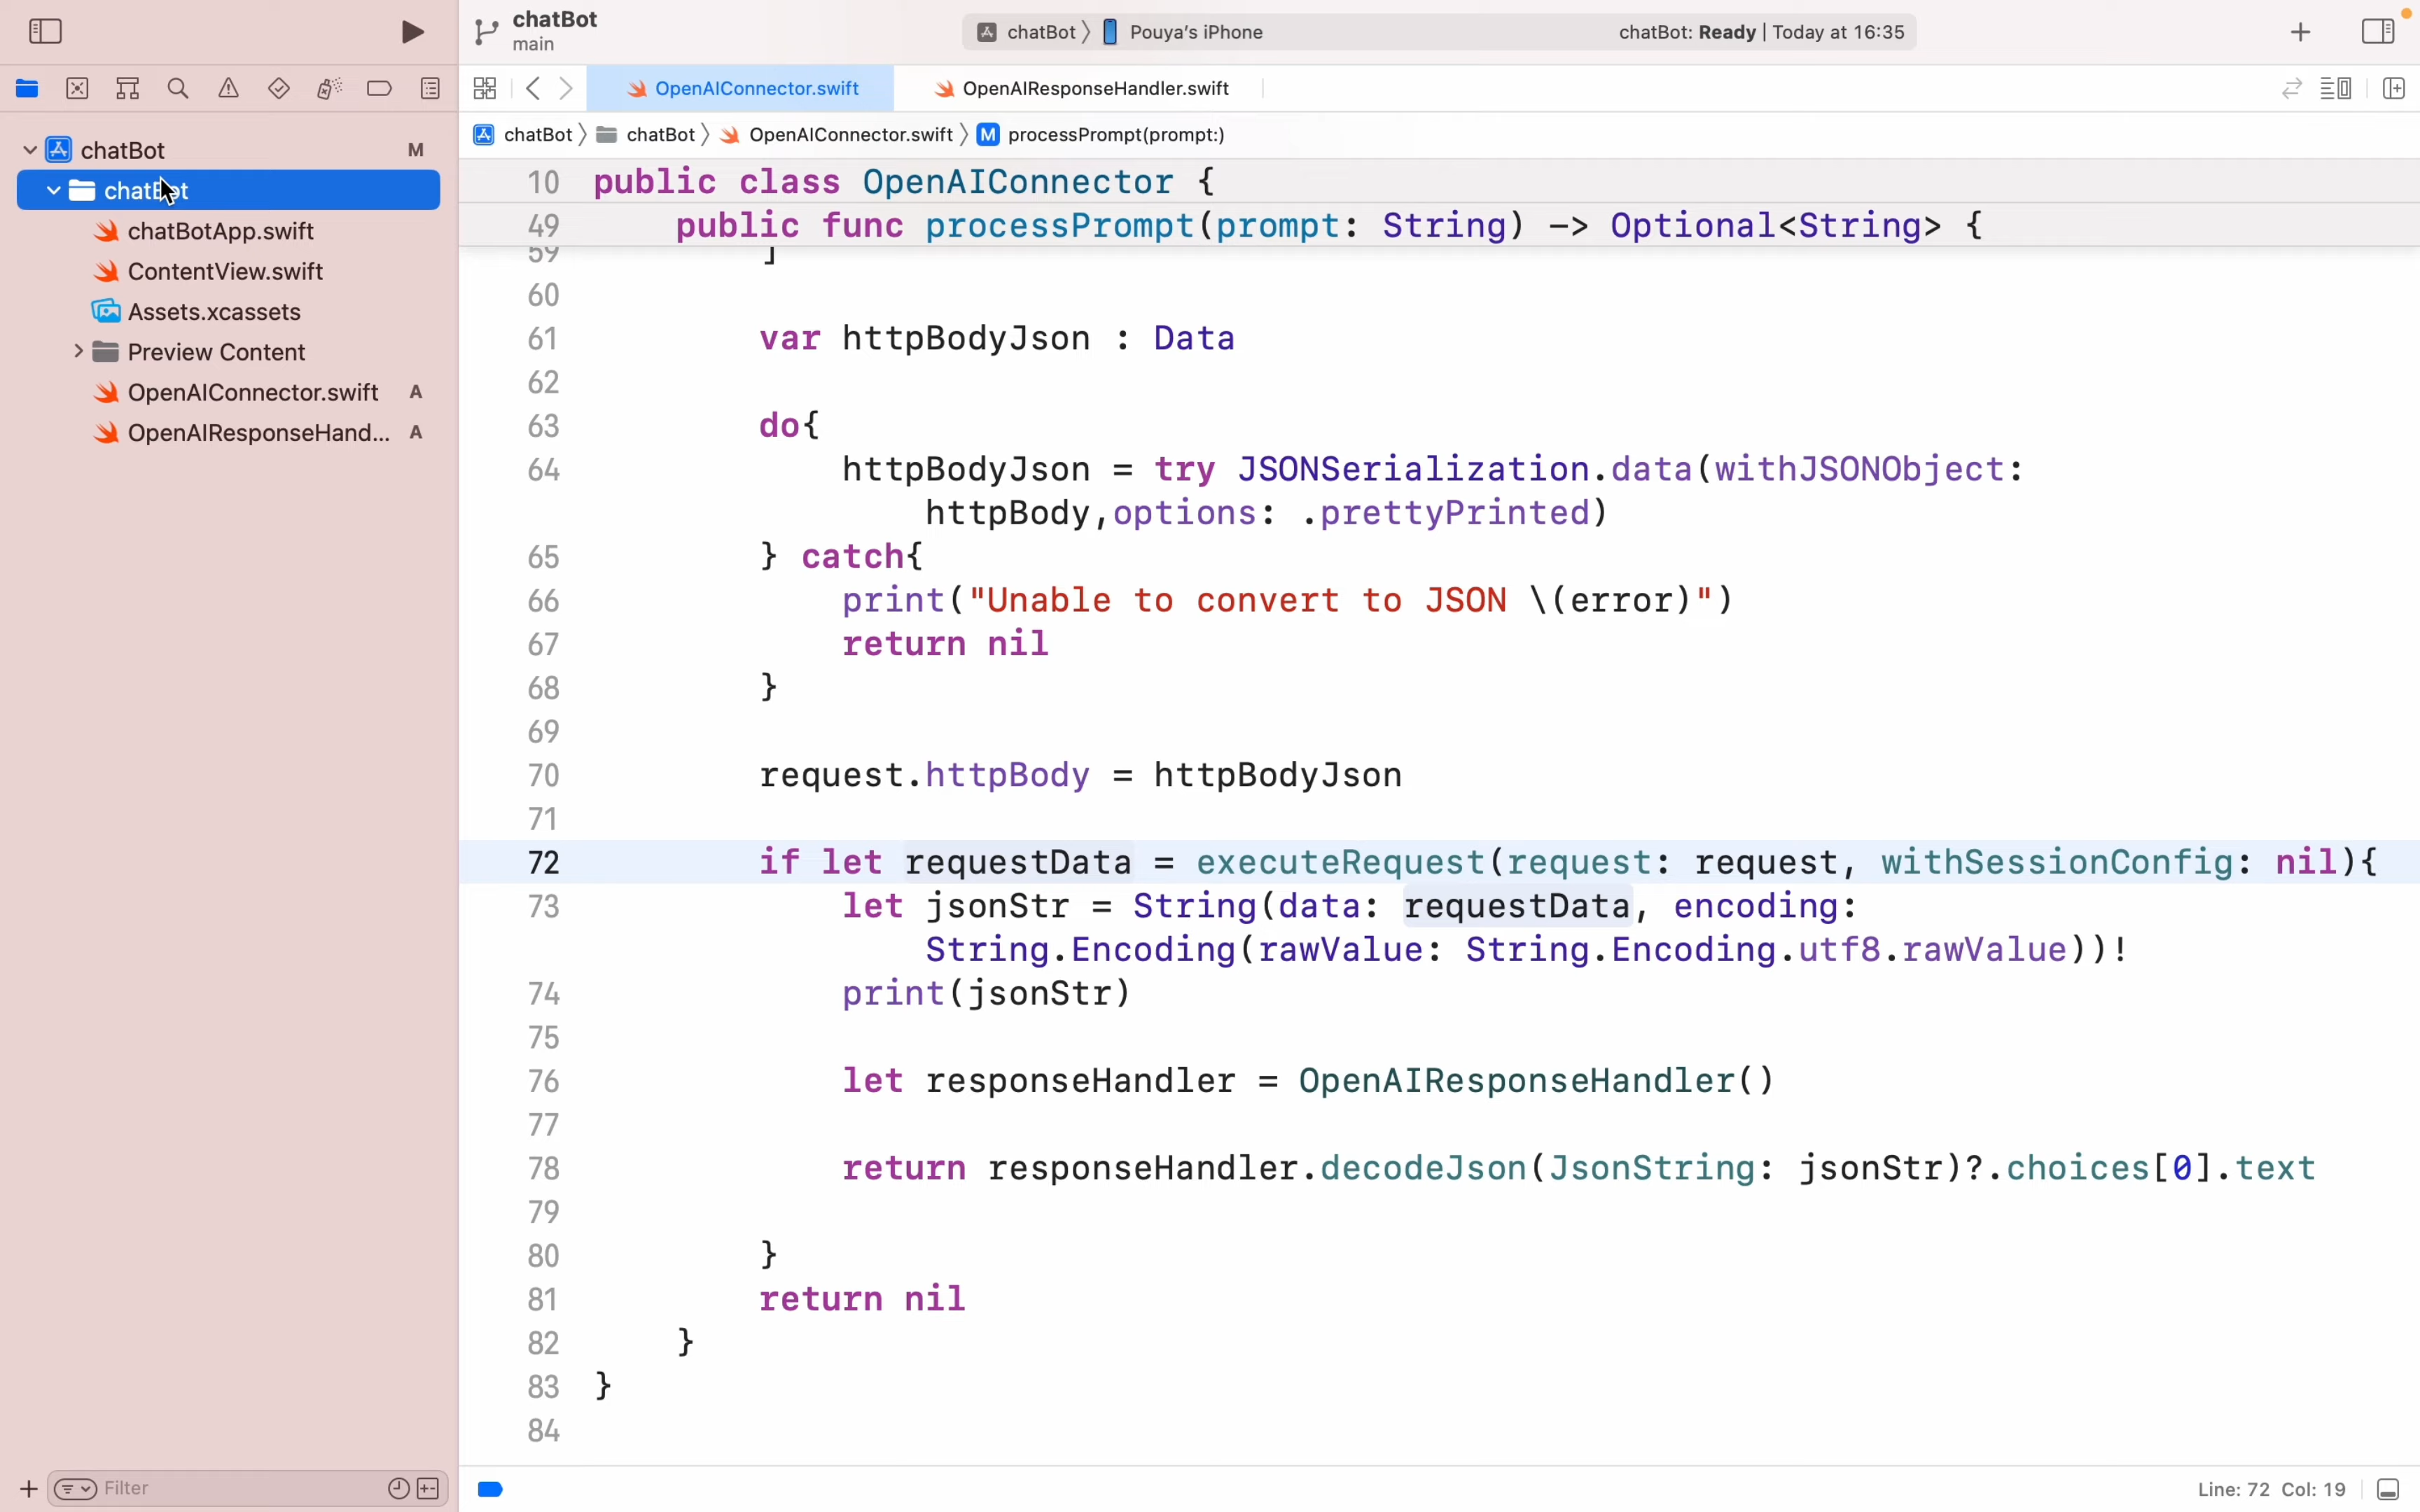 chatBot
main
chatBot 〉 Pouya's iPhone
chatBot: Ready | Today at 16:35
OpenAIConnector.swift
OpenAIResponseHandler.swift
chatBot 〉 chatBot 〉 OpenAIConnector.swift 〉 M processPrompt(prompt:)
chatBot M
chatBot
chatBotApp.swift
ContentView.swift
Assets.xcassets
Preview Content
OpenAIConnector.swift A
OpenAIResponseHand... A
10 public class OpenAIConnector {
49 public func processPrompt(prompt: String) -> Optional<String> {
59 ]
60
61 var httpBodyJson : Data
62
63 do{
64 httpBodyJson = try JSONSerialization.data(withJSONObject:
httpBody,options: .prettyPrinted)
65 } catch{
66 print("Unable to convert to JSON \(error)")
67 return nil
68 }
69
70 request.httpBody = httpBodyJson
71
72 if let requestData = executeRequest(request: request, withSessionConfig: nil){
73 let jsonStr = String(data: requestData, encoding:
String.Encoding(rawValue: String.Encoding.utf8.rawValue))!
74 print(jsonStr)
75
76 let responseHandler = OpenAIResponseHandler()
77
78 return responseHandler.decodeJson(JsonString: jsonStr)?.choices[0].text
79
80 }
81 return nil
82 }
83 }
84
Filter
Line: 72 Col: 19